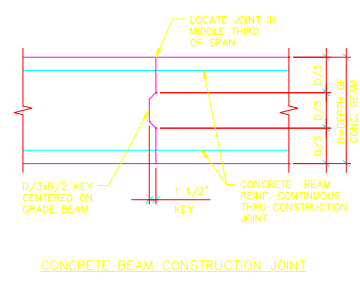 LOCATE JOINT IN
MIDDLE THIRD
OF SPAN
D/3
D/3
D/3
D=DEPTH OF
CONC. BEAM
D/3xB/2 KEY
CENTERED ON
GRADE BEAM
1 1/2"
KEY
CONCRETE BEAM
REINF. CONTINUOUS
THRU CONSTRUCTION
JOINT
CONCRETE BEAM CONSTRUCTION JOINT